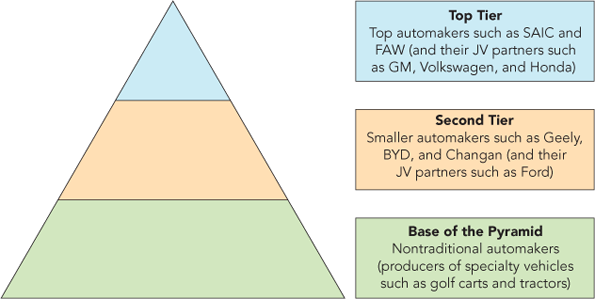 Top Tier
Top automakers such as SAIC and
FAW (and their JV partners such
as GM, Volkswagen, and Honda)
Second Tier
Smaller automakers such as Geely,
BYD, and Changan (and their
JV partners such as Ford)
Base of the Pyramid
Nontraditional automakers
(producers of specialty vehicles
such as golf carts and tractors)